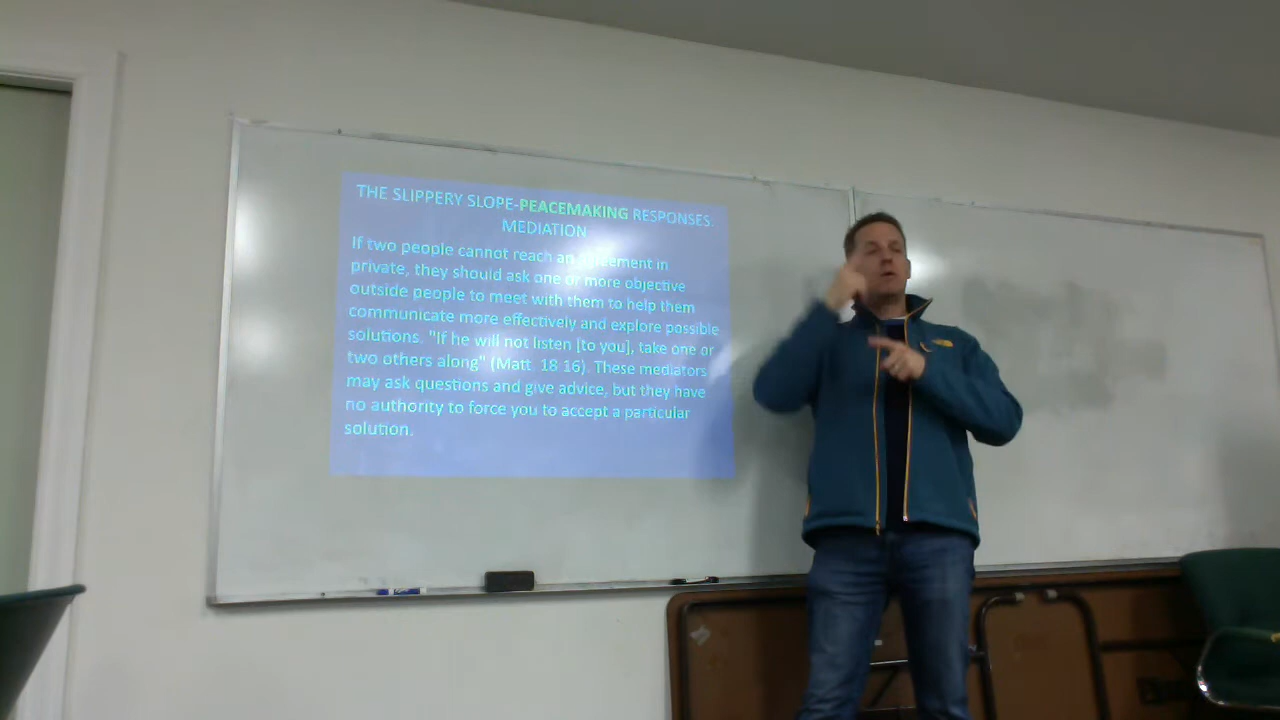 THE SLIPPERY SLOPE-PEACEMAKING RESPONSES.
MEDIATION
If two people cannot reach an agreement in
private, they should ask one or more objective
outside people to meet with them to help them
communicate more effectively and explore possible
solutions. "If he will not listen [to you], take one or
two others along" (Matt. 18 16). These mediators
may ask questions and give advice, but they have
no authority to force you to accept a particular
solution.